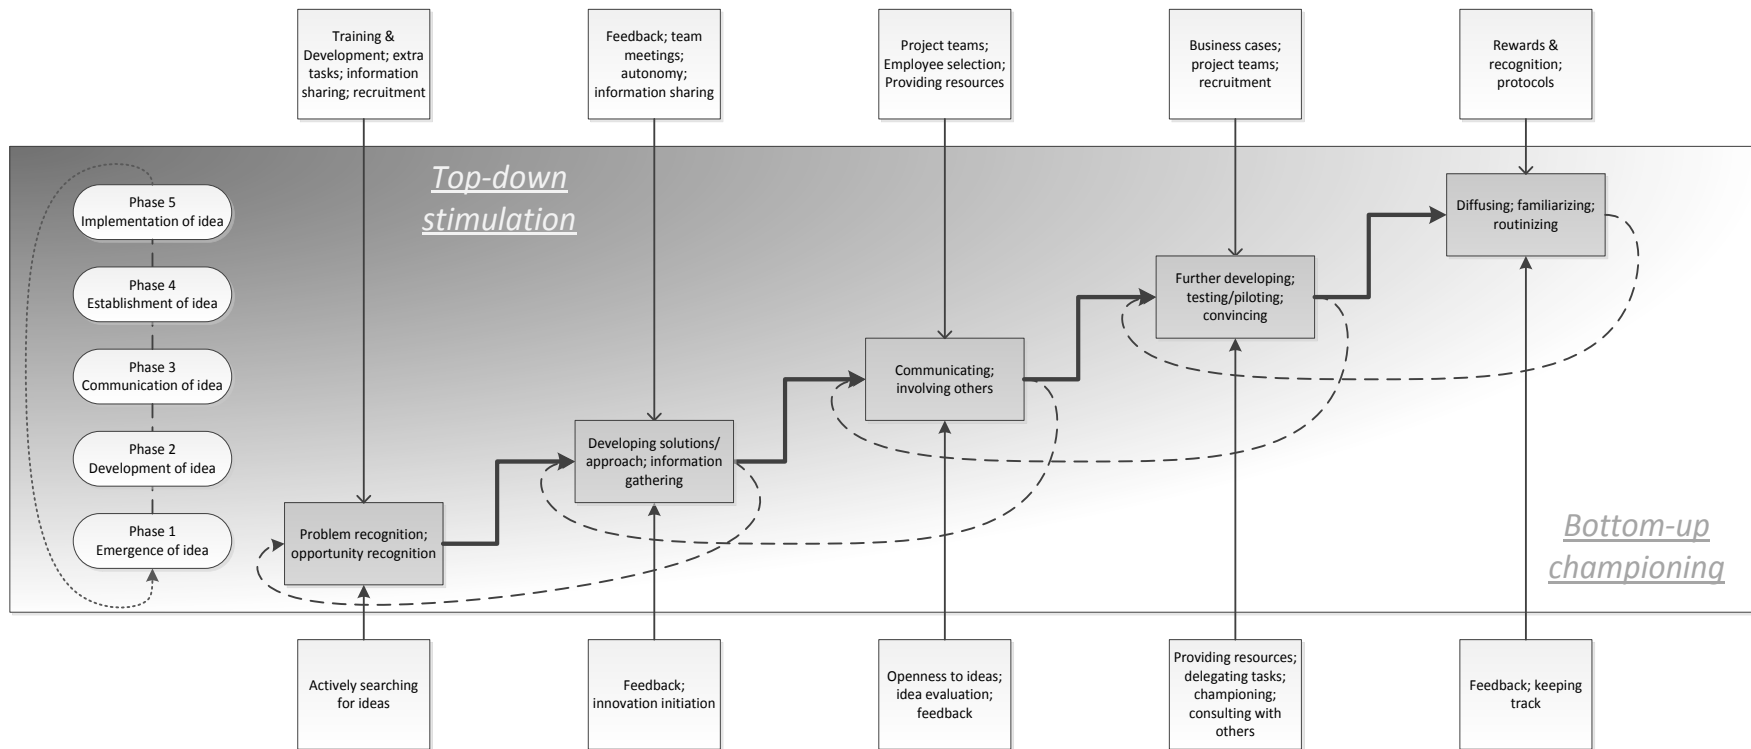 Training &
Development; extra
tasks; information
sharing; recruitment
Feedback; team
meetings;
autonomy;
information sharing
Project teams;
Employee selection;
Providing resources
Business cases;
project teams;
recruitment
Rewards &
recognition;
protocols
Top-down
stimulation
Phase 5
Implementation of idea
Phase 4
Establishment of idea
Phase 3
Communication of idea
Phase 2
Development of idea
Phase 1
Emergence of idea
Problem recognition;
opportunity recognition
Developing solutions/
approach; information
gathering
Communicating;
involving others
Further developing;
testing/piloting;
convincing
Diffusing; familiarizing;
routinizing
Bottom-up
championing
Actively searching
for ideas
Feedback;
innovation initiation
Openness to ideas;
idea evaluation;
feedback
Providing resources;
delegating tasks;
championing;
consulting with
others
Feedback; keeping
track